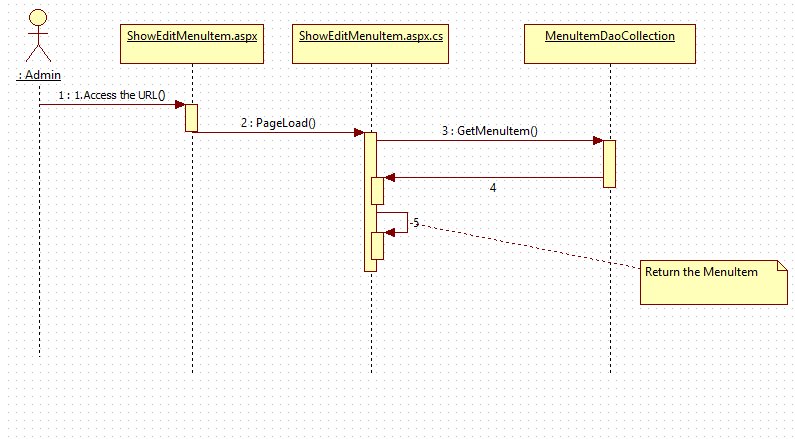 ShowEditMenuItem.aspx
ShowEditMenuItem.aspx.cs
MenuItemDaoCollection
: Admin
1 : 1.Access the URL()
2 : PageLoad()
3 : GetMenuItem()
4
5
Return the MenuItem